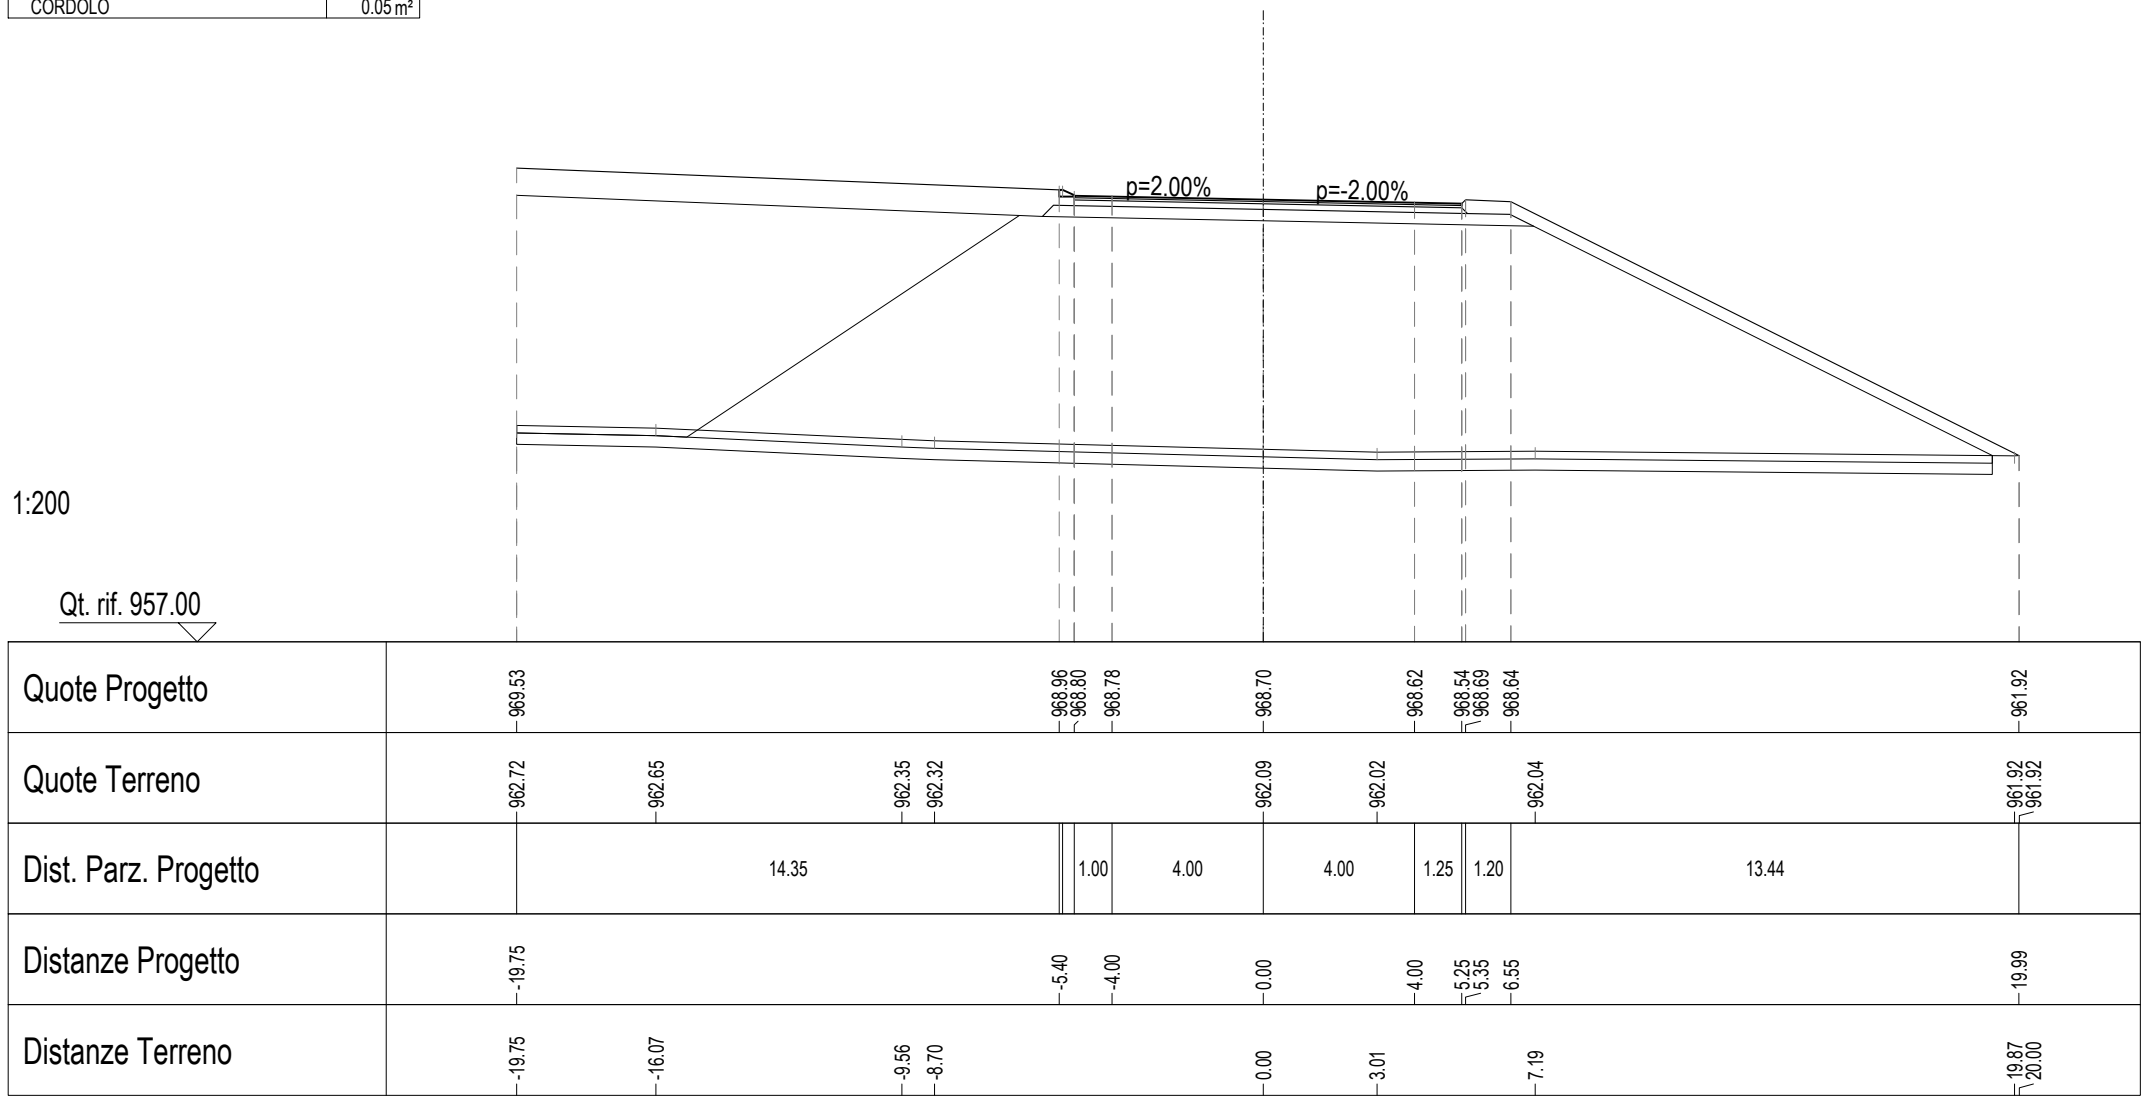 CORDOLO 0.05 m²
p=2.00% p=-2.00%
1:200
Qt. rif. 957.00
Quote Progetto 969.53 968.96 968.80 968.78 968.70 968.62 968.54 968.69 968.64 961.92
Quote Terreno 962.72 962.65 962.35 962.32 962.09 962.02 962.04 961.92 961.92
Dist. Parz. Progetto 14.35 1.00 4.00 4.00 1.25 1.20 13.44
Distanze Progetto -19.75 -5.40 -4.00 0.00 4.00 5.25 5.35 6.55 19.99
Distanze Terreno -19.75 -16.07 -9.56 -8.70 0.00 3.01 7.19 19.87 20.00